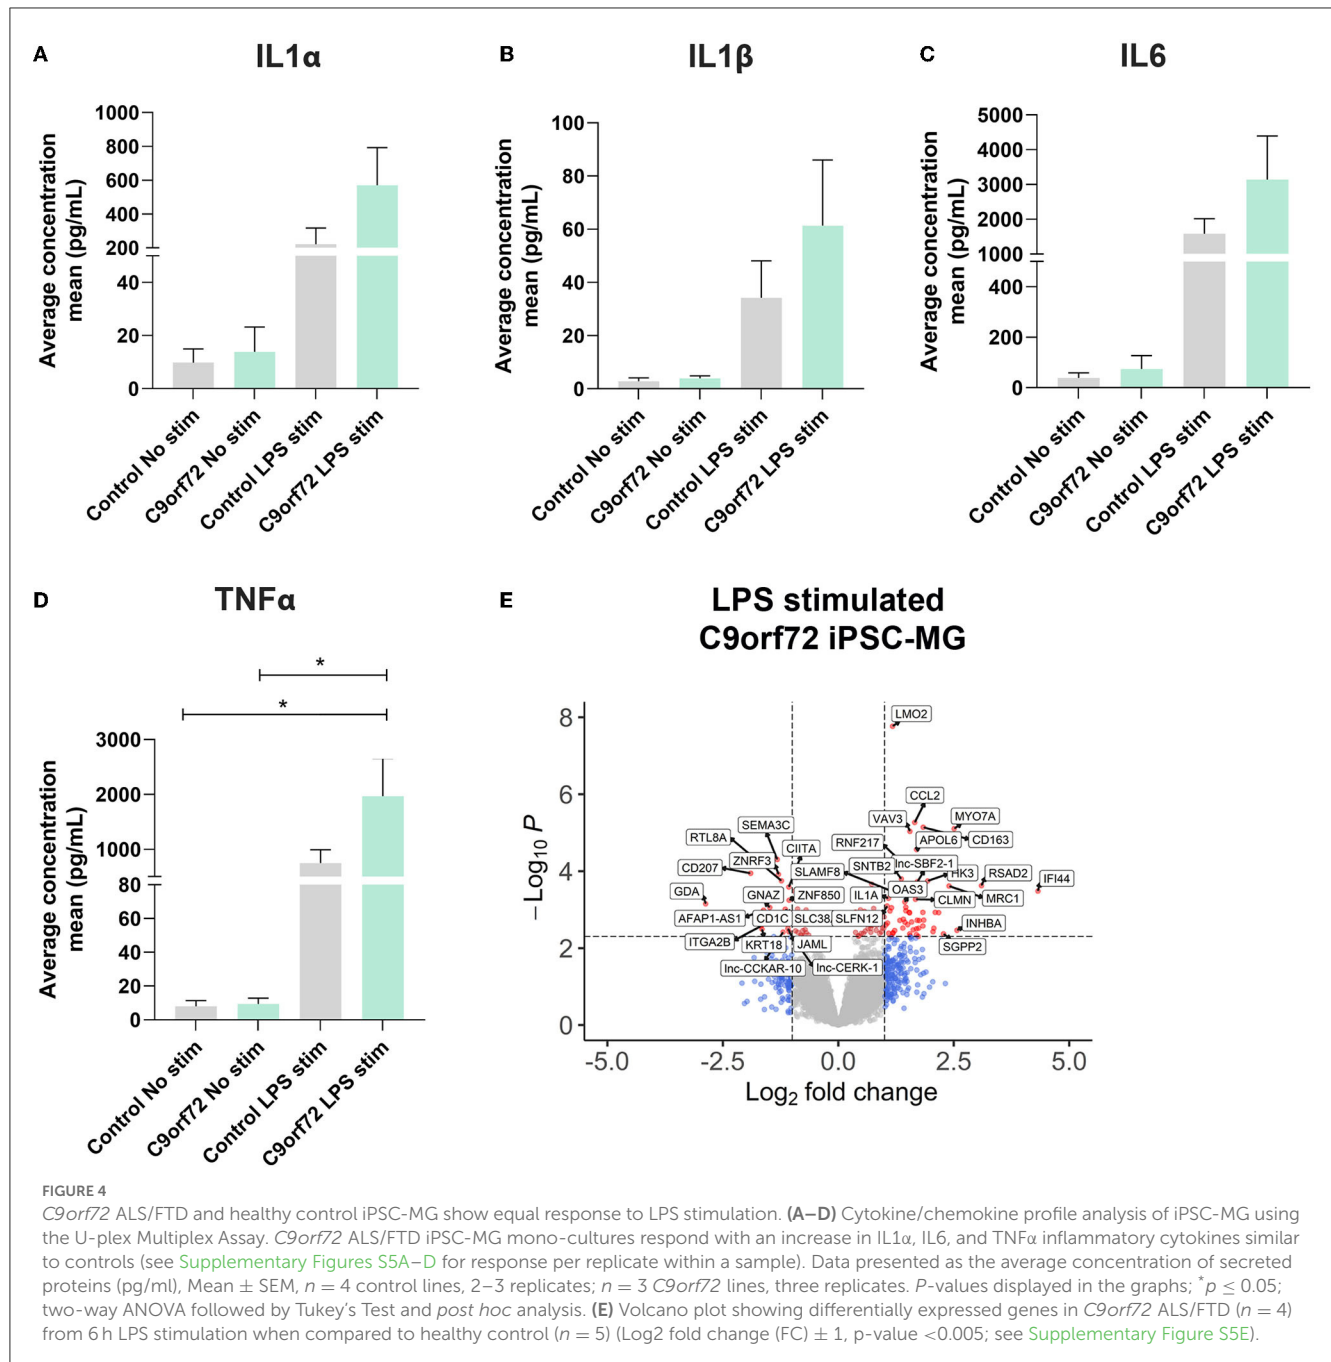 A
IL1α
Average concentration
mean (pg/mL)
1000
800
600
400
200
40
20
0
Control No stim
C9orf72 No stim
Control LPS stim
C9orf72 LPS stim
B
IL1β
Average concentration
mean (pg/mL)
100
80
60
40
20
0
Control No stim
C9orf72 No stim
Control LPS stim
C9orf72 LPS stim
C
IL6
Average concentration
mean (pg/mL)
5000
4000
3000
2000
1000
400
200
0
Control No stim
C9orf72 No stim
Control LPS stim
C9orf72 LPS stim
D
TNFα
*
*
Average concentration
mean (pg/mL)
3000
2000
1000
80
60
40
20
0
Control No stim
C9orf72 No stim
Control LPS stim
C9orf72 LPS stim
E
LPS stimulated
C9orf72 iPSC-MG
−Log10 P
8
6
4
2
0
LMO2
CCL2
VAV3
MYO7A
SEMA3C
RTL8A
CIITA
RNF217
APOL6
CD163
ZNRF3
CD207
SLAMF8
SNTB2
lnc-SBF2-1
HK3
RSAD2
IFI44
GDA
GNAZ
ZNF850
IL1A
OAS3
CLMN
MRC1
AFAP1-AS1
CD1C
SLC38
SLFN12
INHBA
ITGA2B
KRT18
JAML
SGPP2
lnc-CCKAR-10
lnc-CERK-1
-5.0
-2.5
0.0
2.5
5.0
Log2 fold change
FIGURE 4
C9orf72 ALS/FTD and healthy control iPSC-MG show equal response to LPS stimulation. (A–D) Cytokine/chemokine profile analysis of iPSC-MG using
the U-plex Multiplex Assay. C9orf72 ALS/FTD iPSC-MG mono-cultures respond with an increase in IL1α, IL6, and TNFα inflammatory cytokines similar
to controls (see Supplementary Figures S5A–D for response per replicate within a sample). Data presented as the average concentration of secreted
proteins (pg/ml), Mean ± SEM, n = 4 control lines, 2–3 replicates; n = 3 C9orf72 lines, three replicates. P-values displayed in the graphs; *p ≤ 0.05;
two-way ANOVA followed by Tukey's Test and post hoc analysis. (E) Volcano plot showing differentially expressed genes in C9orf72 ALS/FTD (n = 4)
from 6 h LPS stimulation when compared to healthy control (n = 5) (Log2 fold change (FC) ± 1, p-value <0.005; see Supplementary Figure S5E).